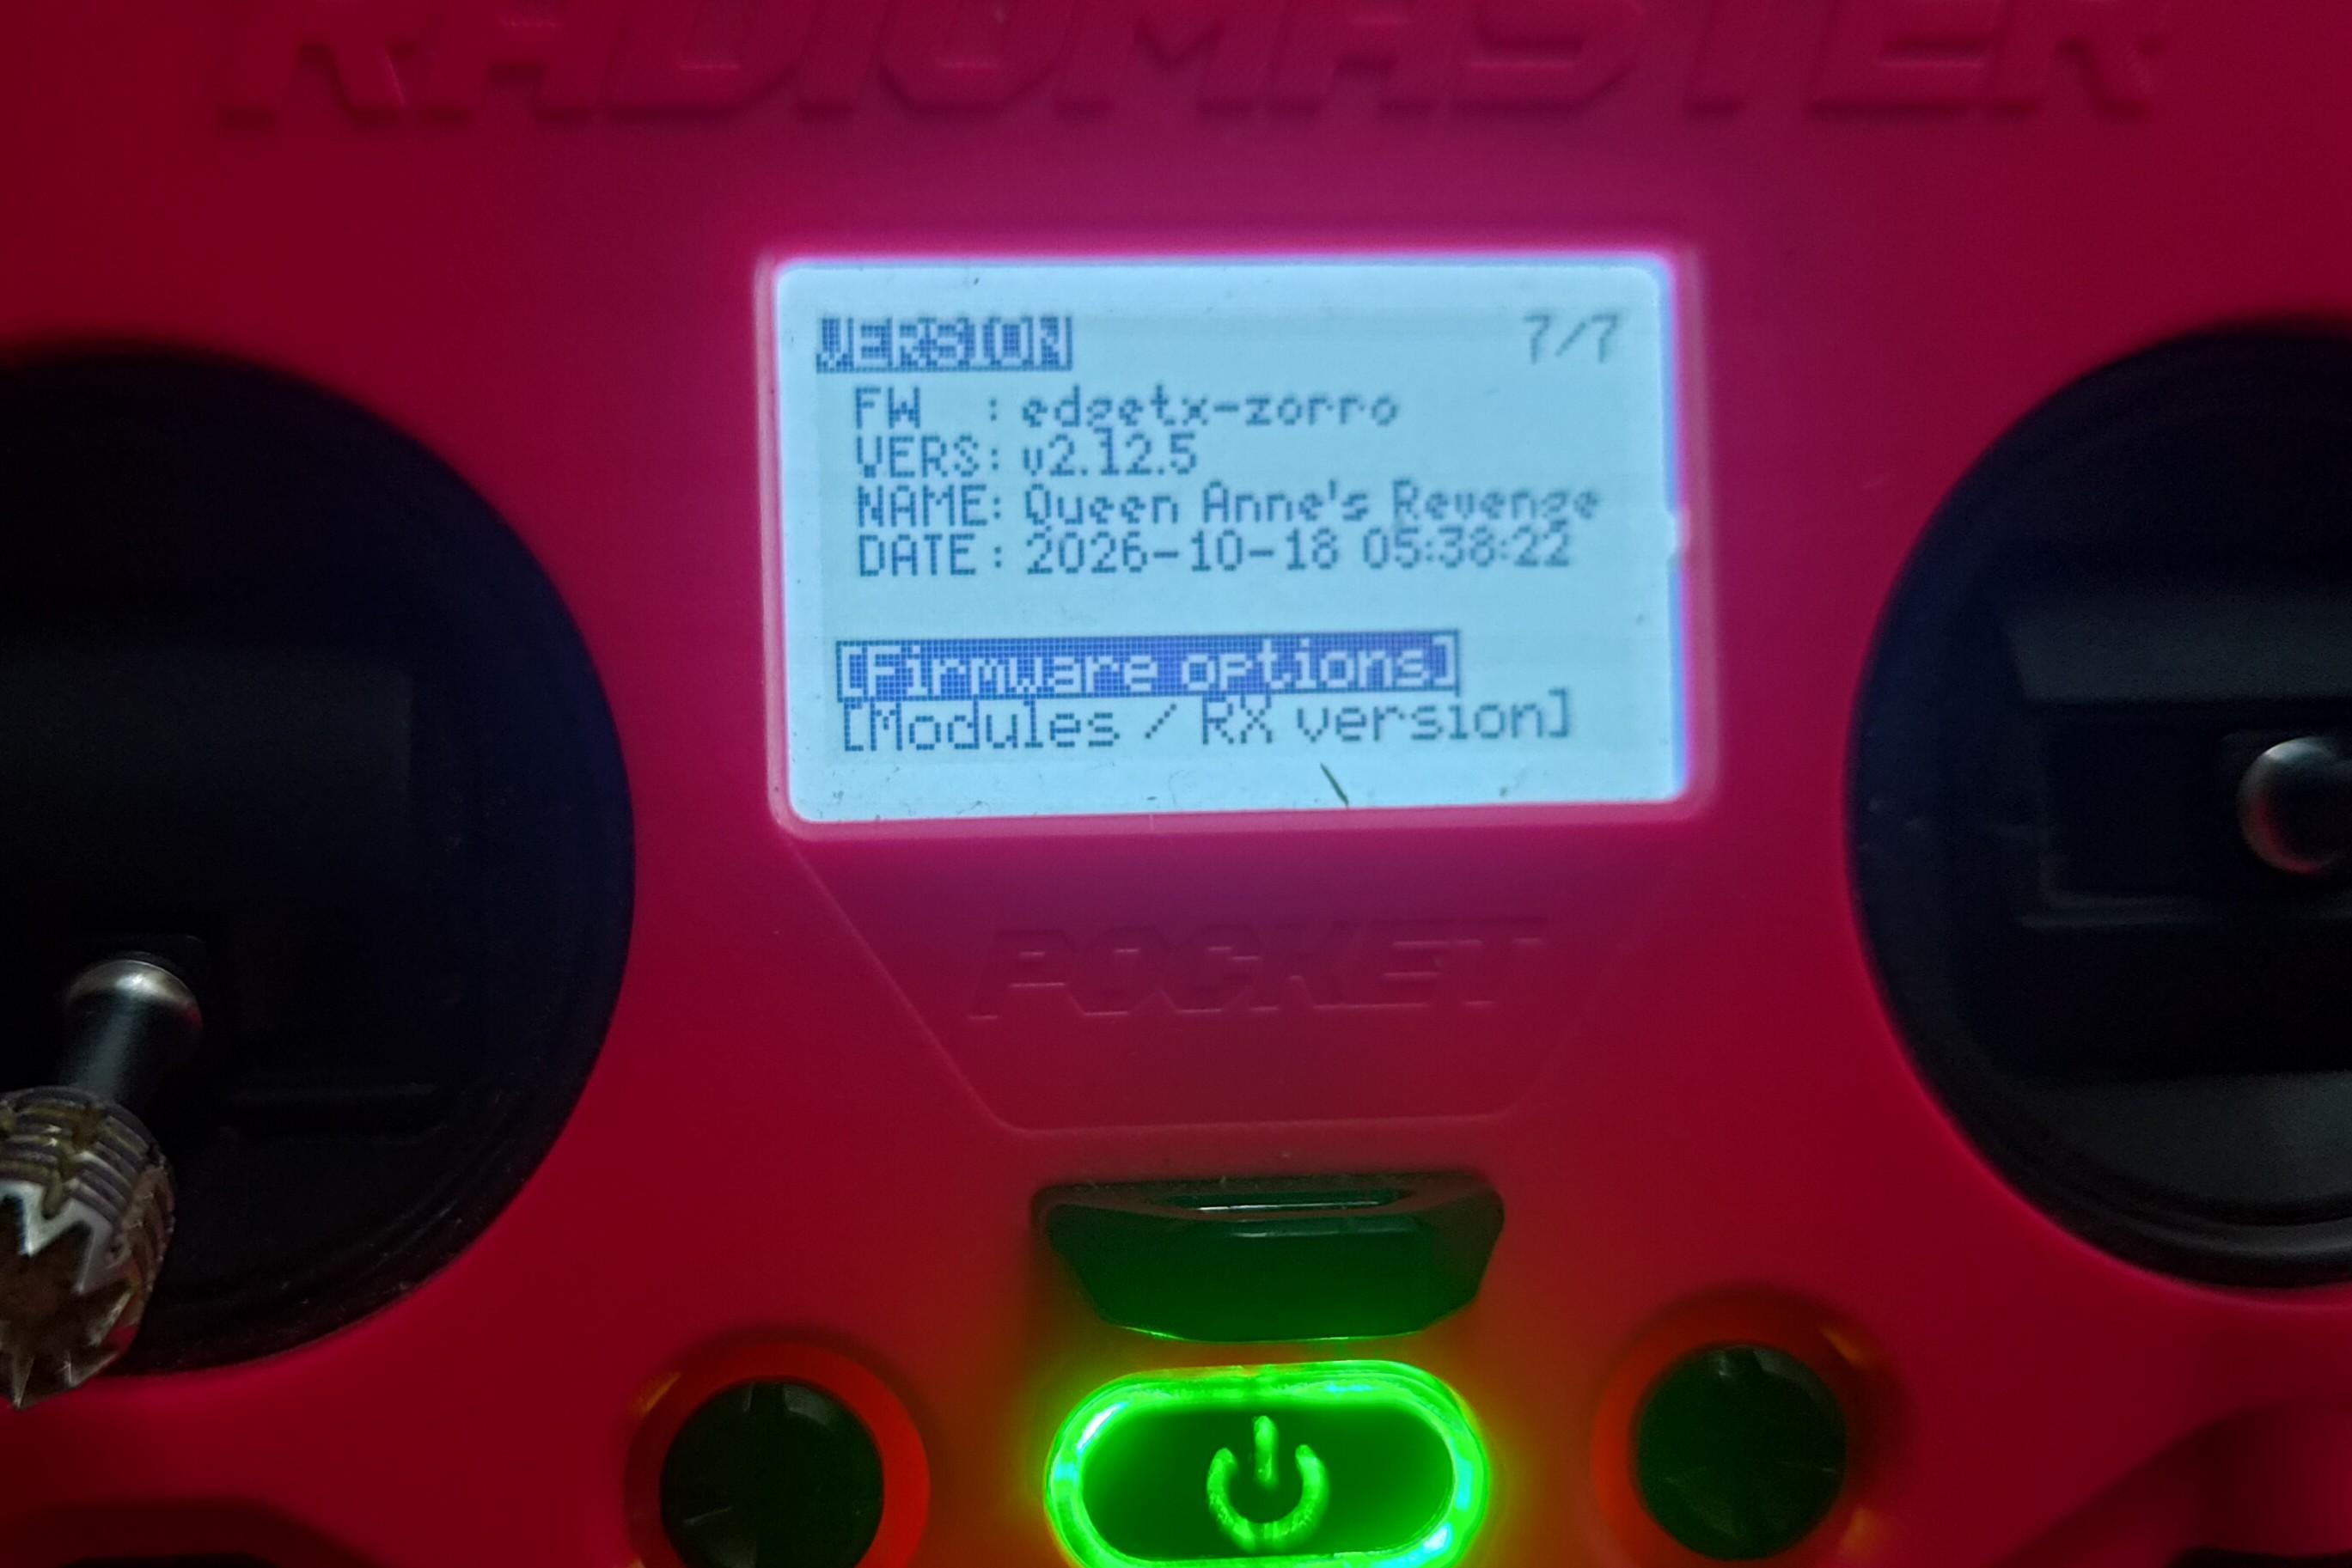 RADIOMASTER
VERSION 7/7
FW : edgetx-zorro
VERS: v2.12.5
NAME: Queen Anne's Revenge
DATE: 2026-10-18 05:38:22
[Firmware options]
[Modules / RX version]
POCKET